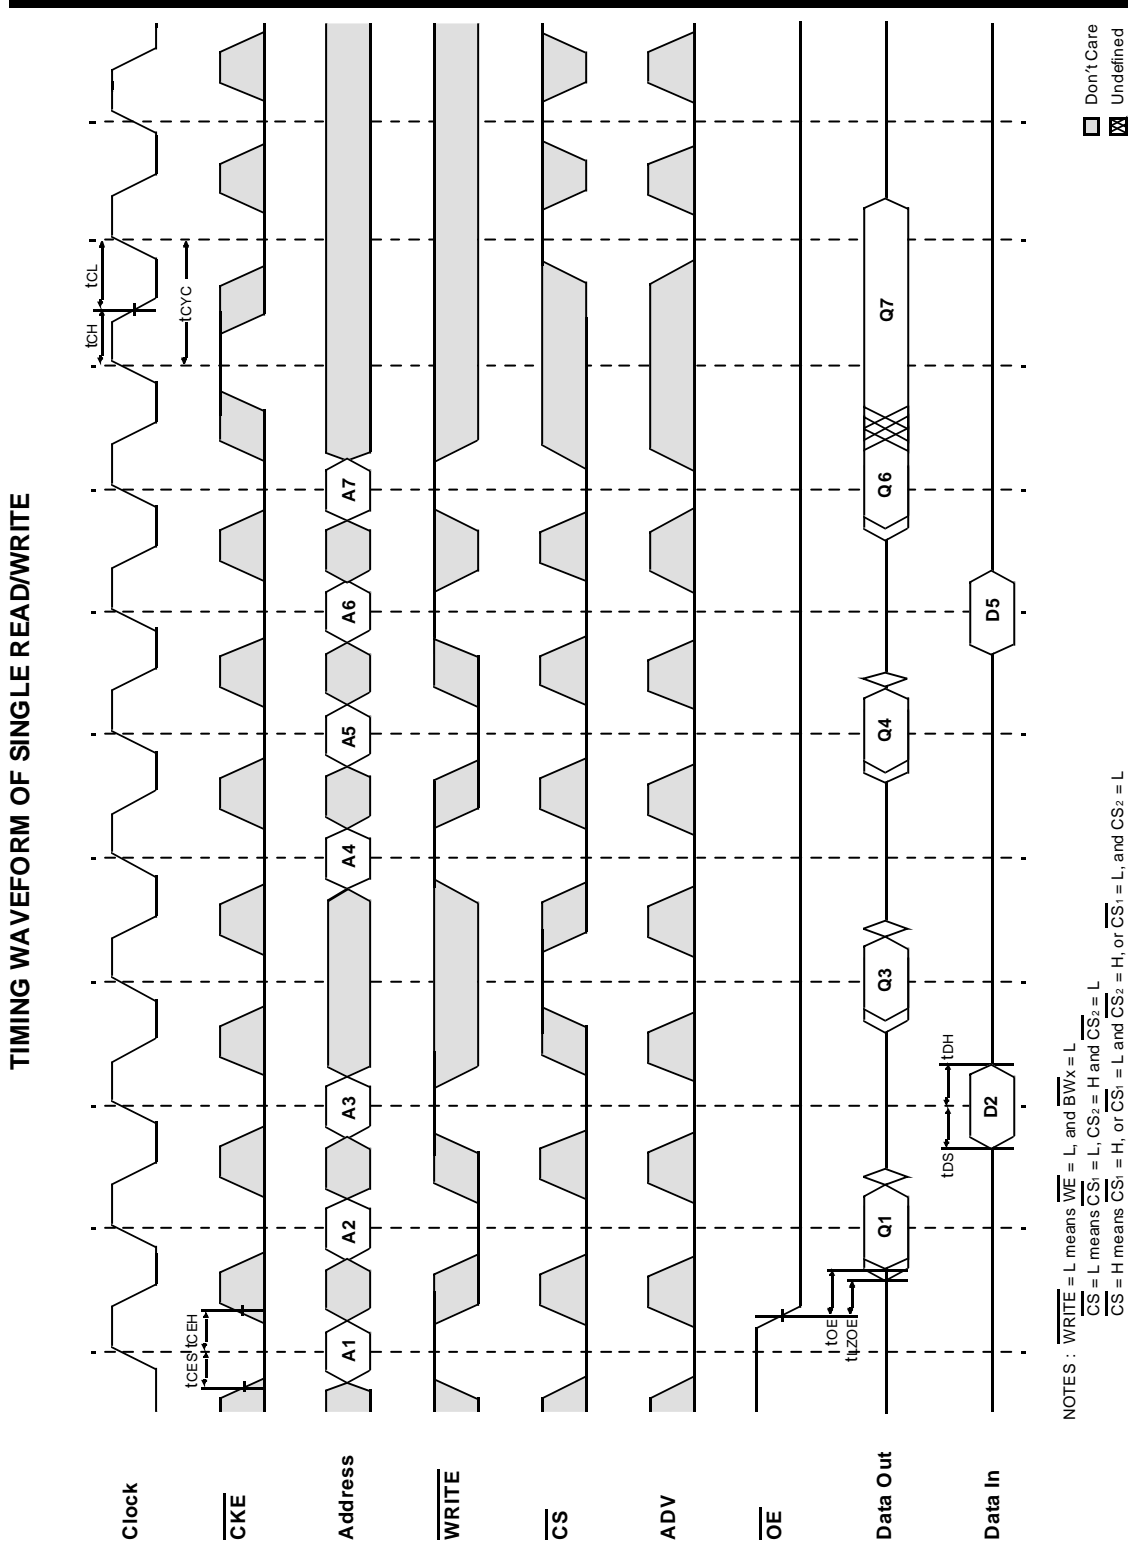 TIMING WAVEFORM OF SINGLE READ/WRITE
tCH tCL
tCYC
Clock
tCES tCEH
CKE
Address A1 A2 A3 A4 A5 A6 A7
WRITE
CS
ADV
OE
tOE
tLZOE
Data Out Q1 Q3 Q4 Q6 Q7
tDS tDH
Data In D2 D5
NOTES : WRITE = L means WE = L, and BWx = L
CS = L means CS1 = L, CS2 = H and CS2 = L
CS = H means CS1 = H, or CS1 = L and CS2 = H, or CS1 = L, and CS2 = L
Don′t Care
Undefined